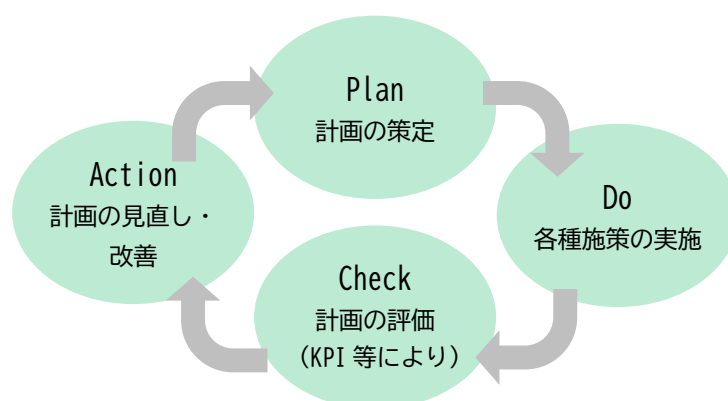 Plan
計画の策定
Do
各種施策の実施
Check
計画の評価
（KPI 等により）
Action
計画の見直し・
改善